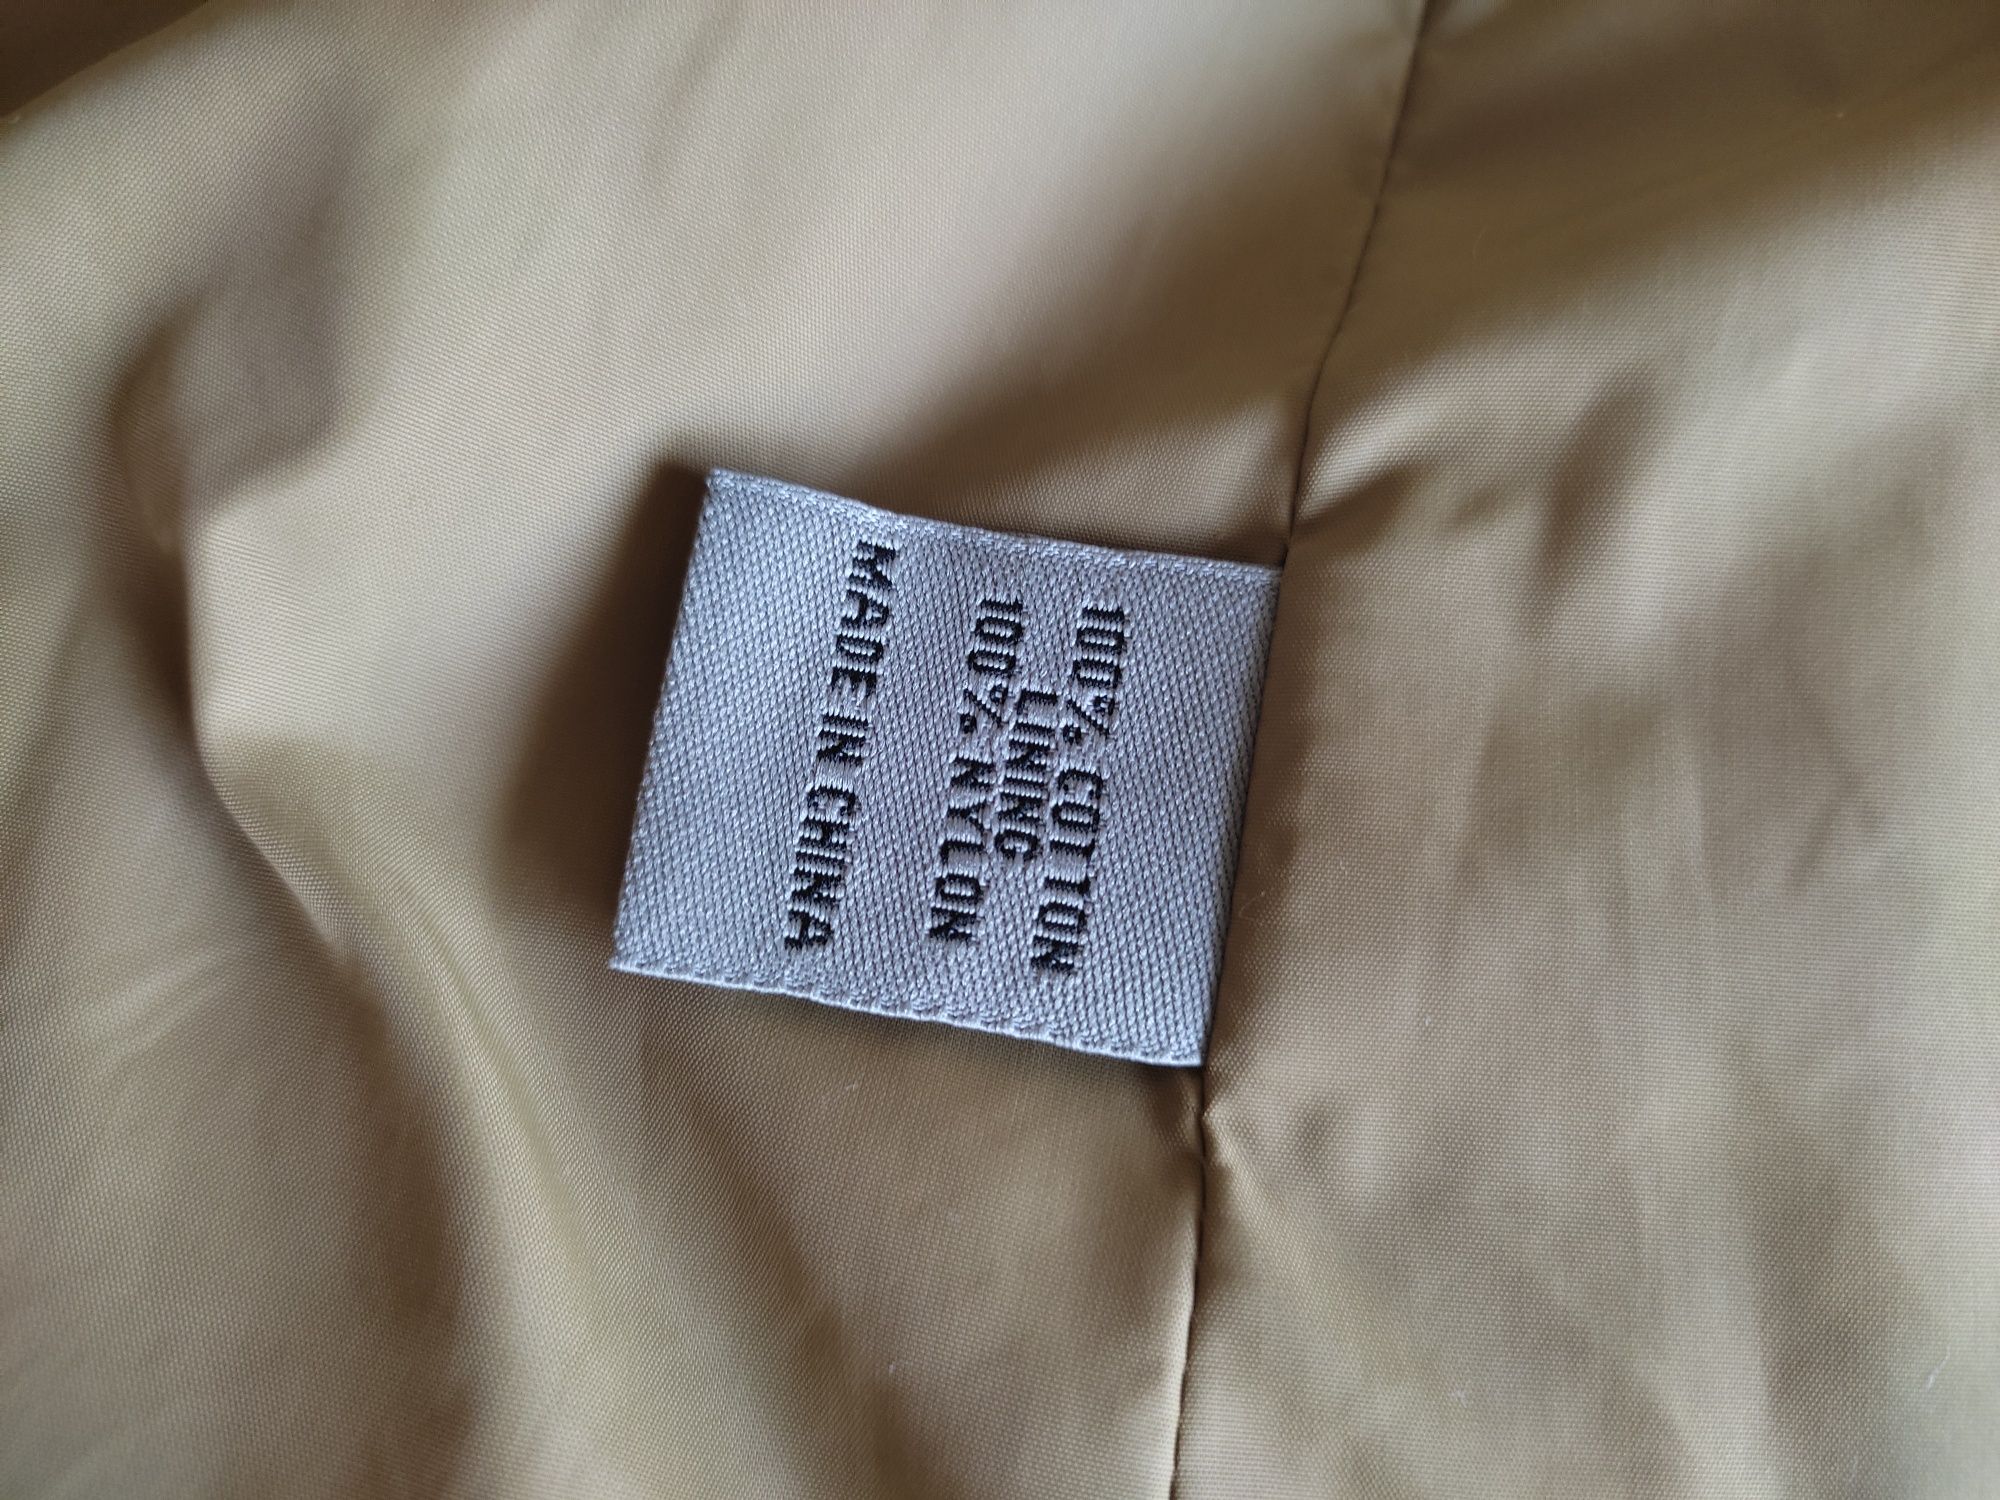 100% COTTON
LINING
100% NYLON
MADE IN CHINA